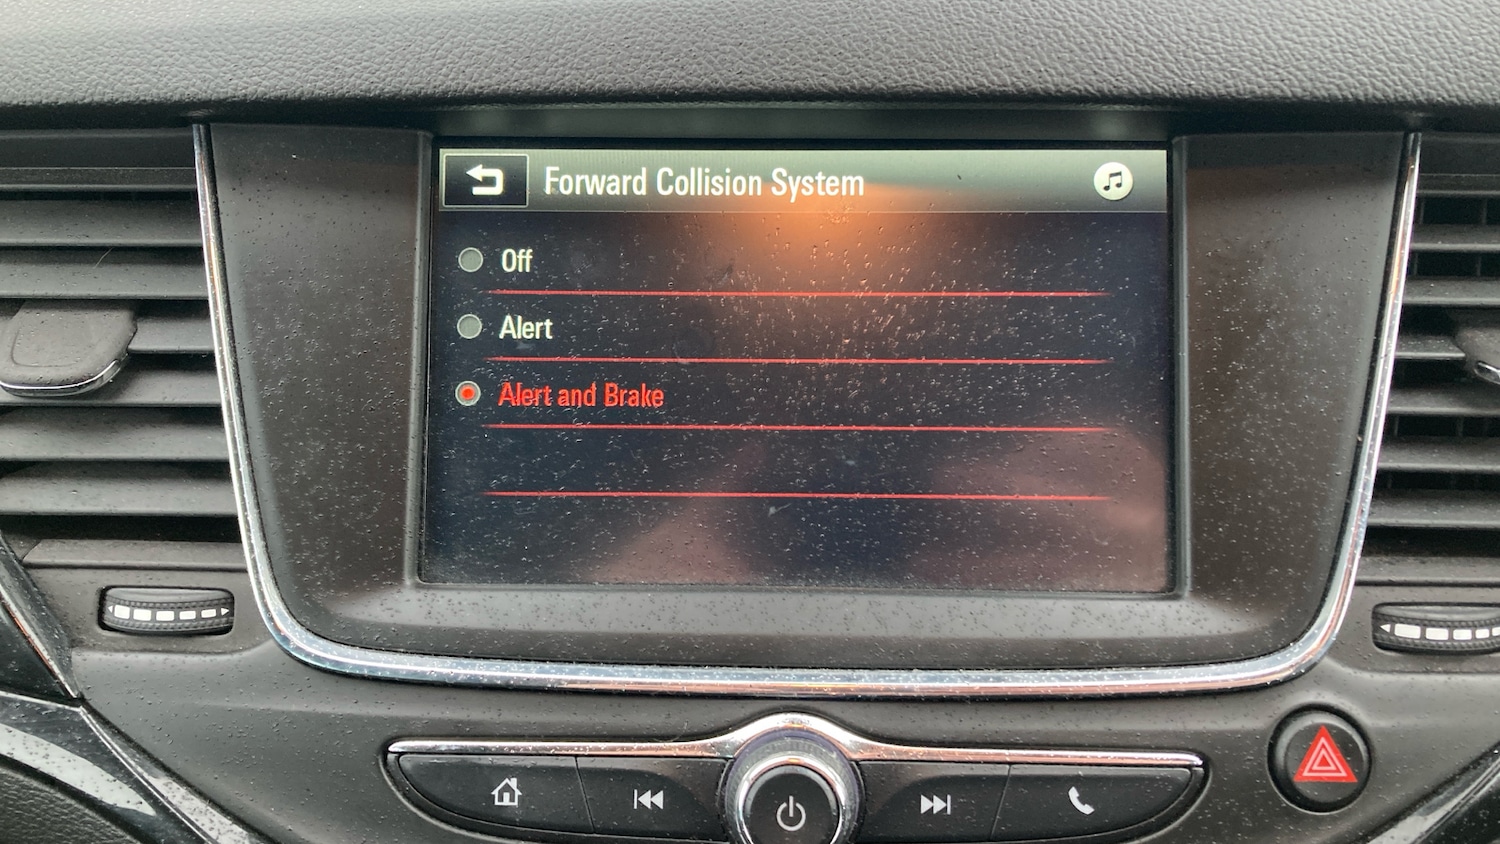 Forward Collision System
Off
Alert
Alert and Brake